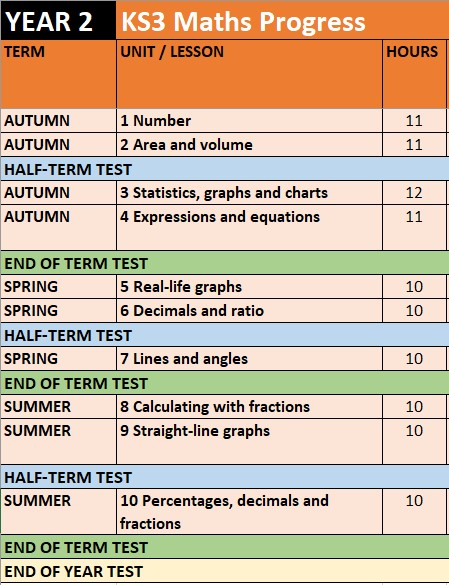 YEAR 2 KS3 Maths Progress
TERM UNIT / LESSON HOURS
AUTUMN 1 Number 11
AUTUMN 2 Area and volume 11
HALF-TERM TEST
AUTUMN 3 Statistics, graphs and charts 12
AUTUMN 4 Expressions and equations 11
END OF TERM TEST
SPRING 5 Real-life graphs 10
SPRING 6 Decimals and ratio 10
HALF-TERM TEST
SPRING 7 Lines and angles 10
END OF TERM TEST
SUMMER 8 Calculating with fractions 10
SUMMER 9 Straight-line graphs 10
HALF-TERM TEST
SUMMER 10 Percentages, decimals and 10
fractions
END OF TERM TEST
END OF YEAR TEST